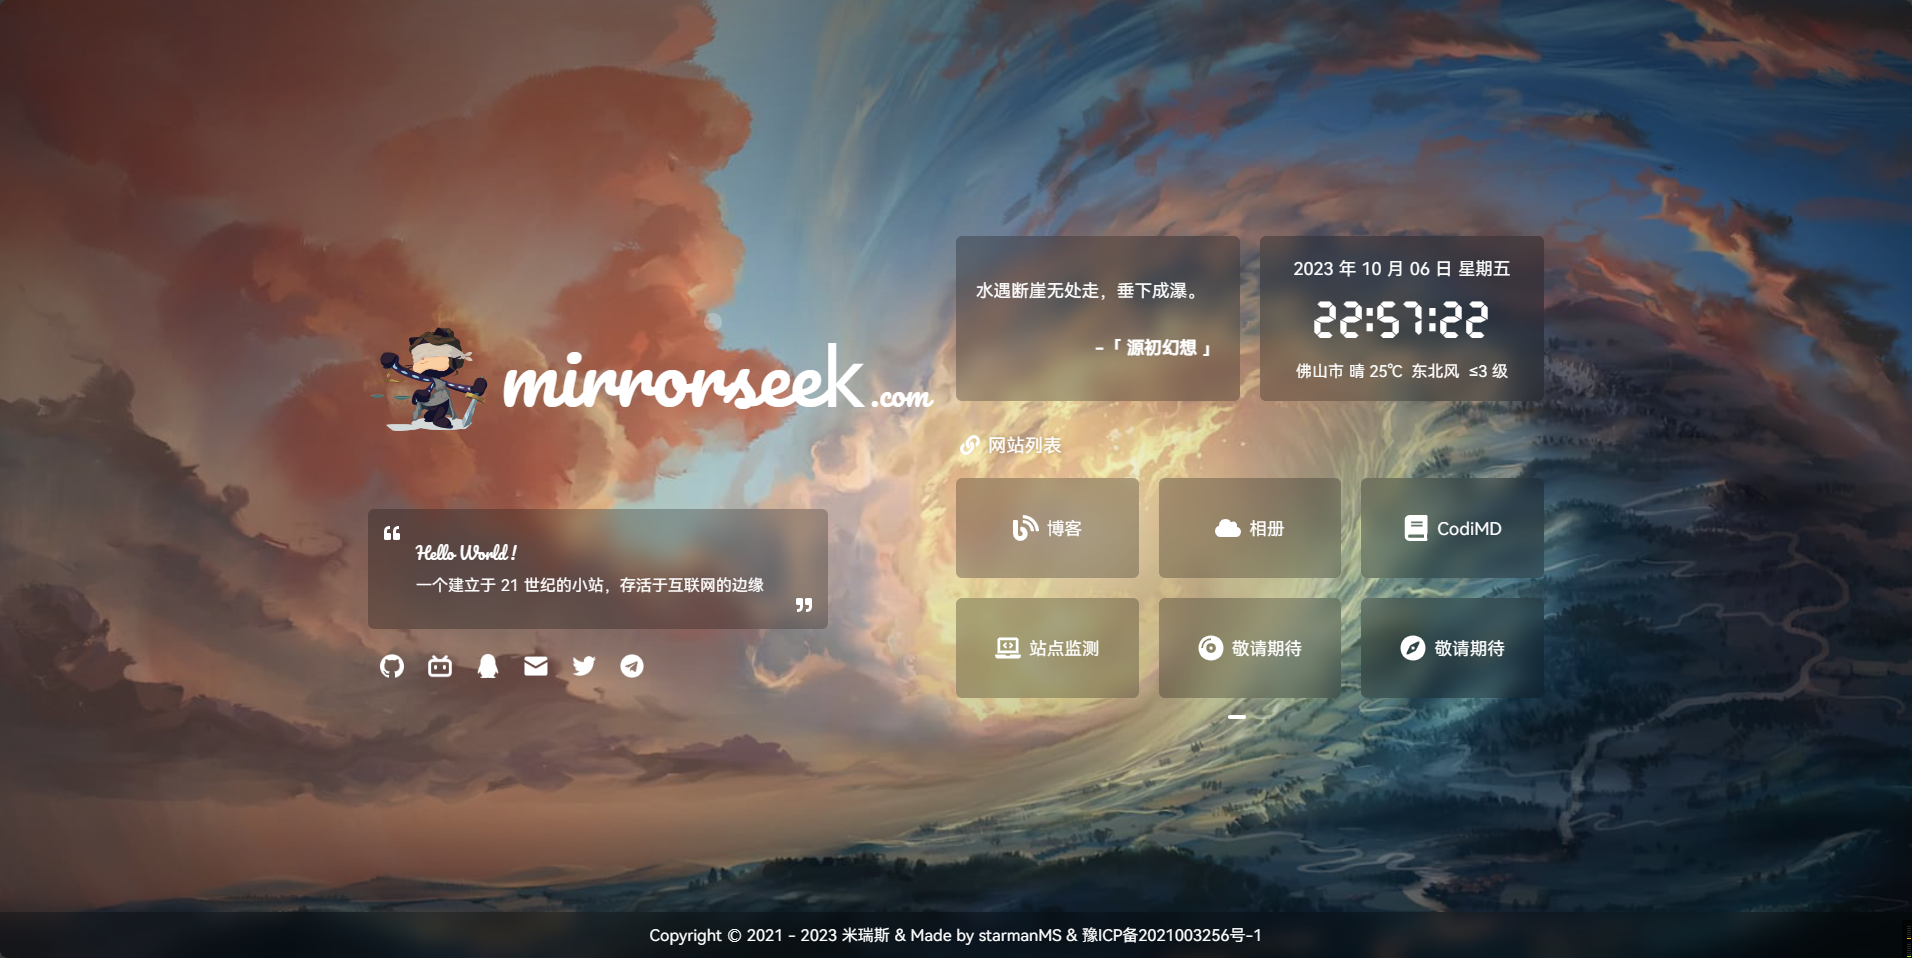 mirrorseek.com
Hello World !
一个建立于 21 世纪的小站，存活于互联网的边缘
水遇断崖无处走，垂下成瀑。
-「 源初幻想 」
2023 年 10 月 06 日 星期五
22:57:22
佛山市 晴 25℃ 东北风 ≤3 级
网站列表
博客
相册
CodiMD
站点监测
敬请期待
敬请期待
Copyright © 2021 - 2023 米瑞斯 & Made by starmanMS & 豫ICP备2021003256号-1